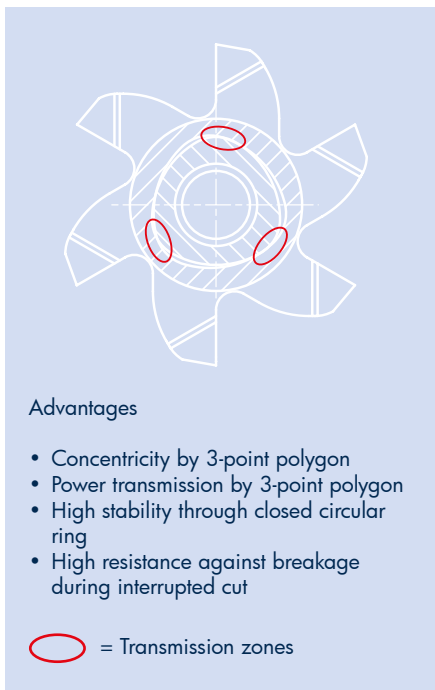 Advantages
• Concentricity by 3-point polygon
• Power transmission by 3-point polygon
• High stability through closed circular
ring
• High resistance against breakage
during interrupted cut
= Transmission zones